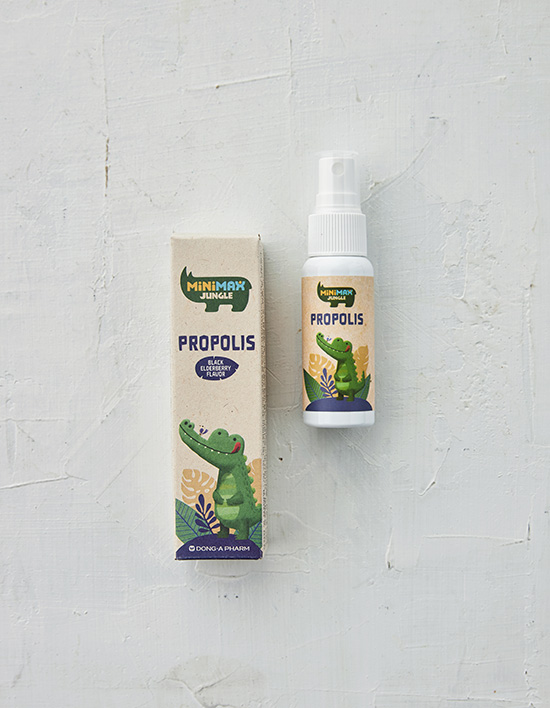 MiNiMAX
JUNGLE
PROPOLIS
BLACK
ELDERBERRY
FLAVOR
DONG-A PHARM
MiNiMAX
JUNGLE
PROPOLIS